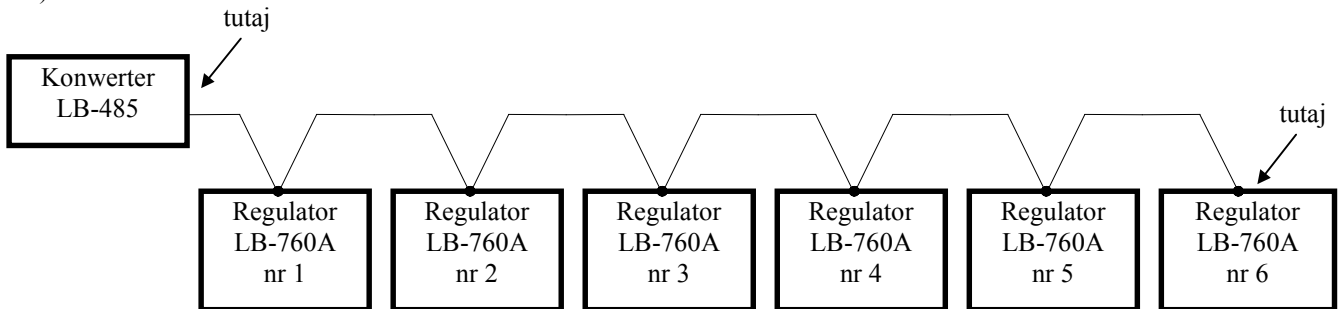 tutaj
Konwerter
LB-485
tutaj
Regulator
LB-760A
nr 1
Regulator
LB-760A
nr 2
Regulator
LB-760A
nr 3
Regulator
LB-760A
nr 4
Regulator
LB-760A
nr 5
Regulator
LB-760A
nr 6